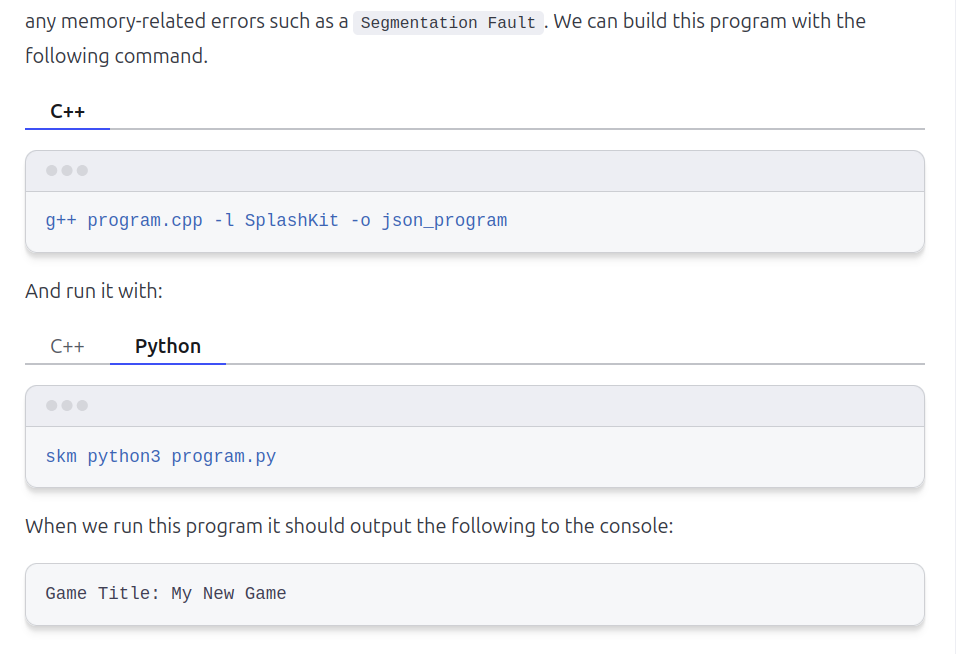 any memory-related errors such as a Segmentation Fault. We can build this program with the
following command.
C++
g++ program.cpp -l SplashKit -o json_program
And run it with:
C++ Python
skm python3 program.py
When we run this program it should output the following to the console:
Game Title: My New Game